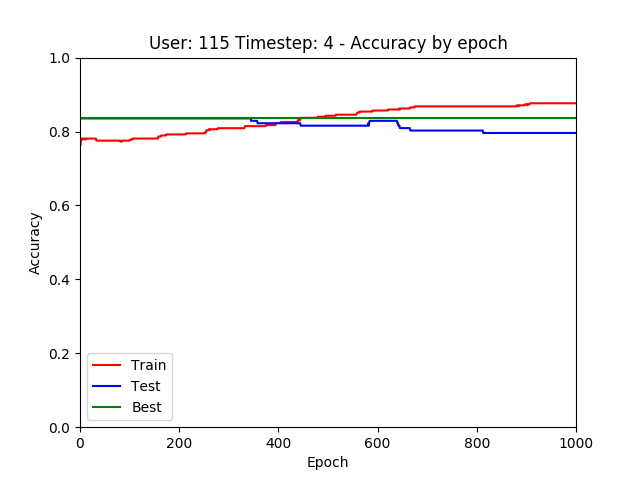 User: 115 Timestep: 4 - Accuracy by epoch
1.0
0.8
0.6
0.4
0.2
0.0
Accuracy
Train
Test
Best
0 200 400 600 800 1000
Epoch